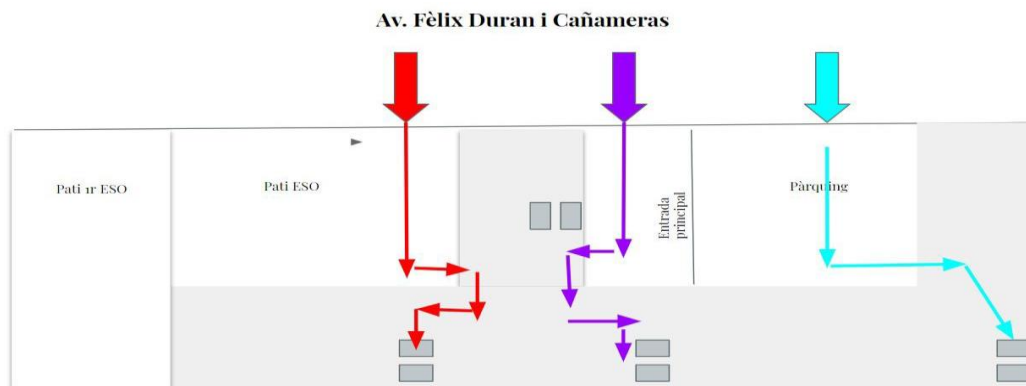 Av. Fèlix Duran i Cañameras
Pati 1r ESO
Pati ESO
Entrada
principal
Pàrquing